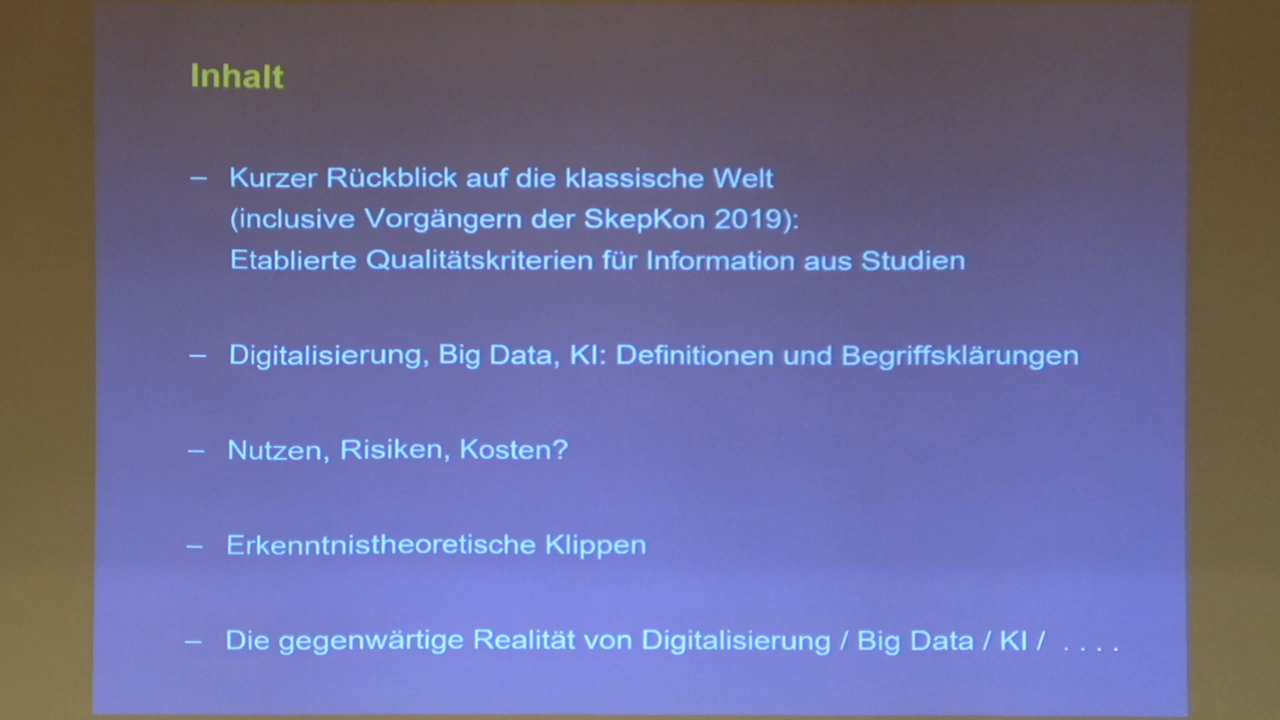 Inhalt
– Kurzer Rückblick auf die klassische Welt
(inclusive Vorgängern der SkepKon 2019):
Etablierte Qualitätskriterien für Information aus Studien
– Digitalisierung, Big Data, KI: Definitionen und Begriffsklärungen
– Nutzen, Risiken, Kosten?
– Erkenntnistheoretische Klippen
– Die gegenwärtige Realität von Digitalisierung / Big Data / KI / . . . .